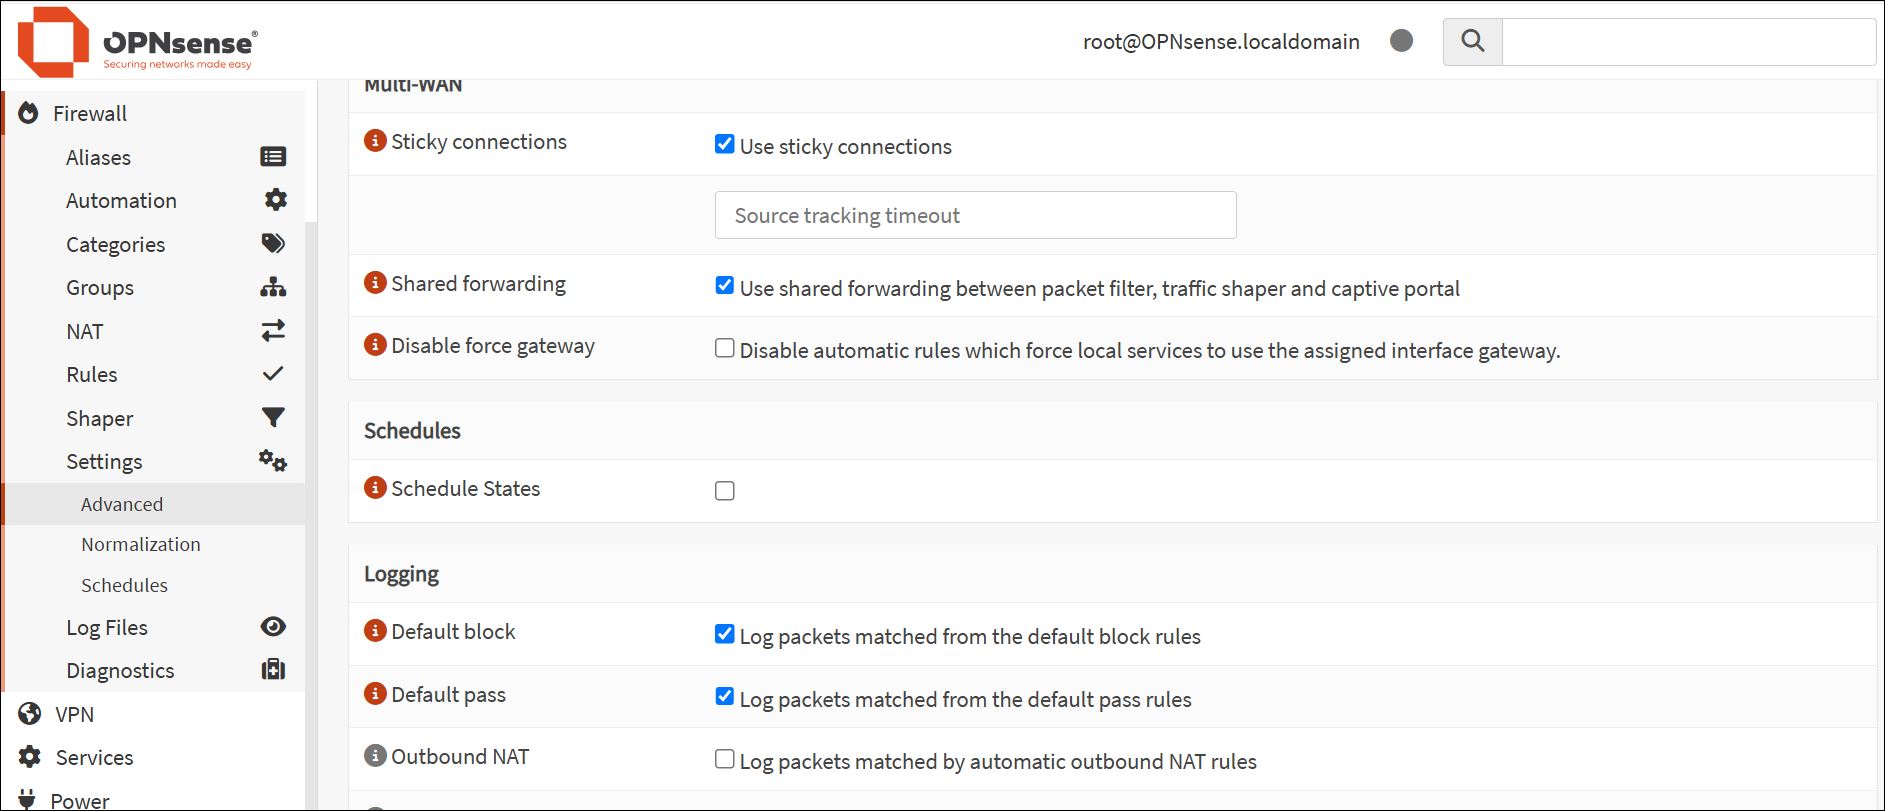 OPNsense®
Securing networks made easy
root@OPNsense.localdomain
Firewall
Aliases
Automation
Categories
Groups
NAT
Rules
Shaper
Settings
Advanced
Normalization
Schedules
Log Files
Diagnostics
VPN
Services
Power
Multi-WAN
Sticky connections
Use sticky connections
Source tracking timeout
Shared forwarding
Use shared forwarding between packet filter, traffic shaper and captive portal
Disable force gateway
Disable automatic rules which force local services to use the assigned interface gateway.
Schedules
Schedule States
Logging
Default block
Log packets matched from the default block rules
Default pass
Log packets matched from the default pass rules
Outbound NAT
Log packets matched by automatic outbound NAT rules